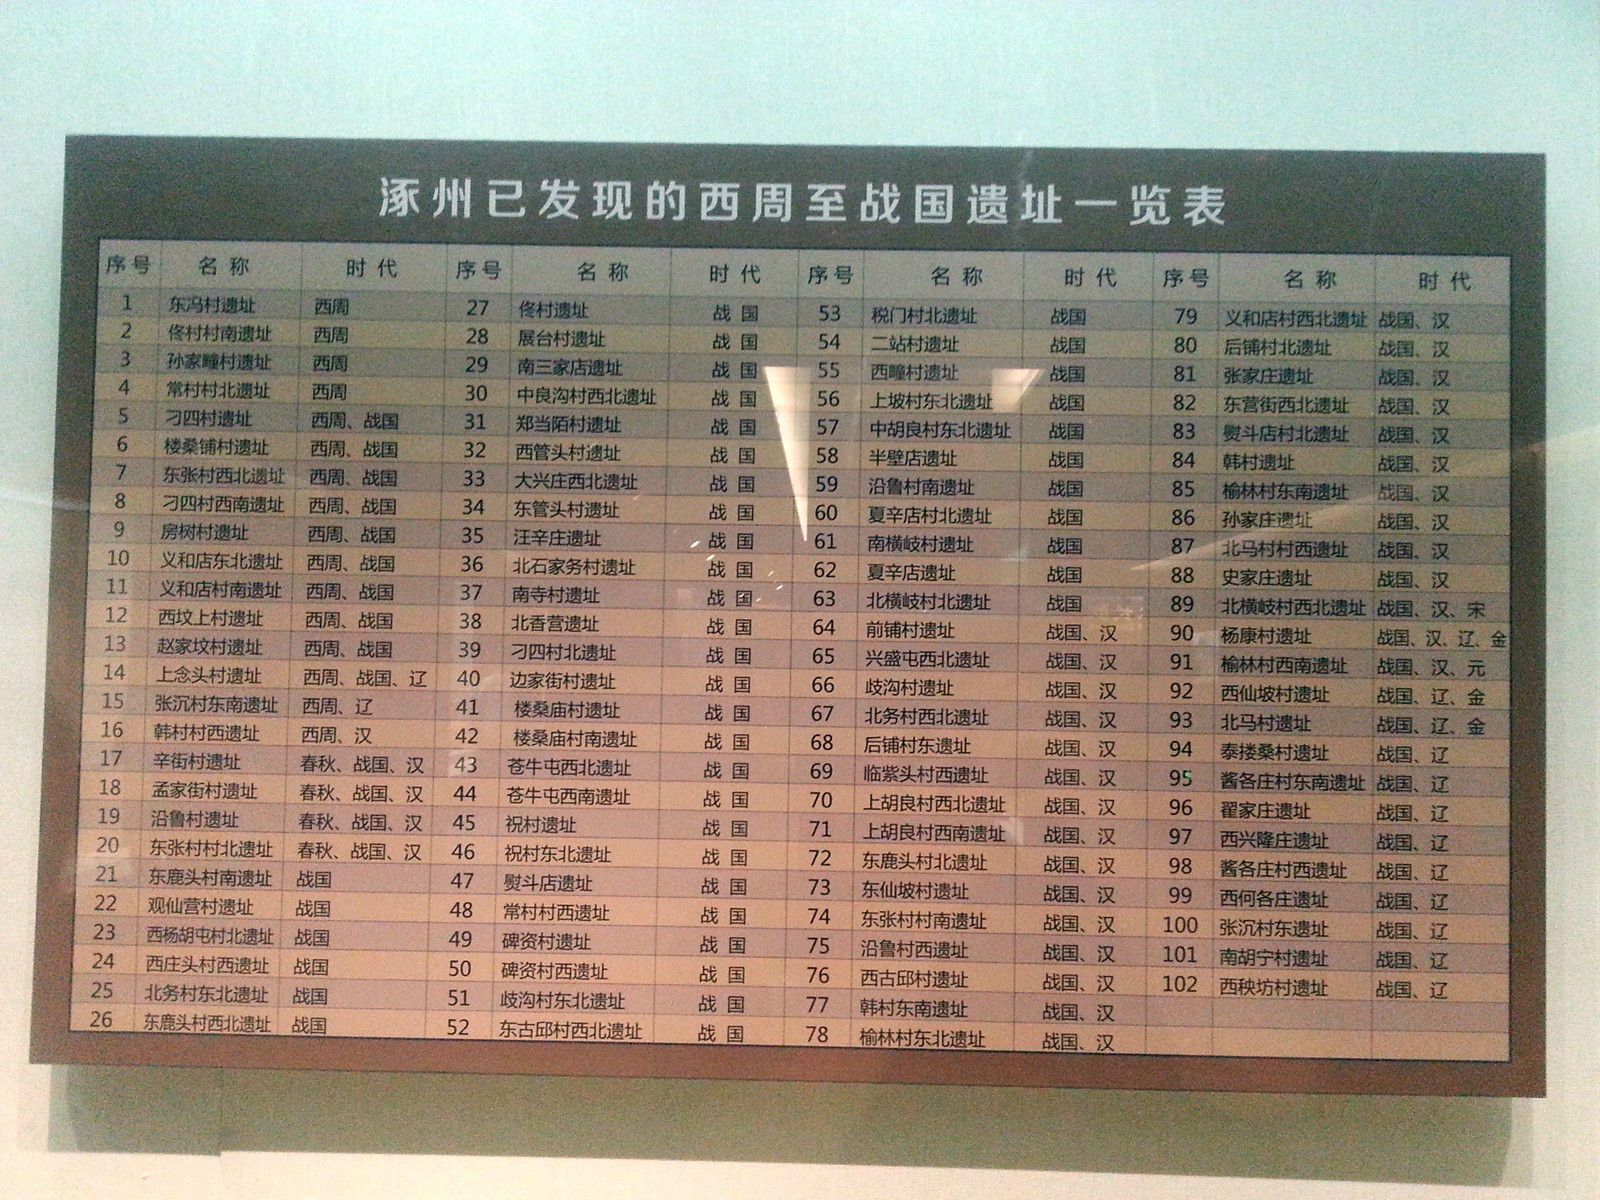 涿州已发现的西周至战国遗址一览表
序号 名称 时代 序号 名称 时代 序号 名称 时代 序号 名称 时代
1 东冯村遗址 西周 27 佟村遗址 战国 53 税门村北遗址 战国 79 义和店村西北遗址 战国、汉
2 佟村村南遗址 西周 28 展台村遗址 战国 54 二站村遗址 战国 80 后铺村北遗址 战国、汉
3 孙家疃村遗址 西周 29 南三家店遗址 战国 55 西疃村遗址 战国 81 张家庄遗址 战国、汉
4 常村村北遗址 西周 30 中良沟村西北遗址 战国 56 上坡村东北遗址 战国 82 东营街西北遗址 战国、汉
5 刁四村遗址 西周、战国 31 郑当陌村遗址 战国 57 中胡良村东北遗址 战国 83 熨斗店村北遗址 战国、汉
6 楼桑铺村遗址 西周、战国 32 西管头村遗址 战国 58 半壁店遗址 战国 84 韩村遗址 战国、汉
7 东张村西北遗址 西周、战国 33 大兴庄西北遗址 战国 59 沿鲁村南遗址 战国 85 榆林村东南遗址 战国、汉
8 刁四村西南遗址 西周、战国 34 东管头村遗址 战国 60 夏辛店村北遗址 战国 86 孙家庄遗址 战国、汉
9 房树村遗址 西周、战国 35 汪辛庄遗址 战国 61 南横岐村遗址 战国 87 北马村村西遗址 战国、汉
10 义和店东北遗址 西周、战国 36 北石家务村遗址 战国 62 夏辛店遗址 战国 88 史家庄遗址 战国、汉
11 义和店村南遗址 西周、战国 37 南寺村遗址 战国 63 北横岐村北遗址 战国 89 北横岐村西北遗址 战国、汉、宋
12 西坟上村遗址 西周、战国 38 北香营遗址 战国 64 前铺村遗址 战国、汉 90 杨康村遗址 战国、汉、辽、金
13 赵家坟村遗址 西周、战国 39 刁四村北遗址 战国 65 兴盛屯西北遗址 战国、汉 91 榆林村西南遗址 战国、汉、元
14 上念头村遗址 西周、战国、辽 40 边家街村遗址 战国 66 歧沟村遗址 战国、汉 92 西仙坡村遗址 战国、辽、金
15 张沉村东南遗址 西周、辽 41 楼桑庙村遗址 战国 67 北务村西北遗址 战国、汉 93 北马村遗址 战国、辽、金
16 韩村村西遗址 西周、汉 42 楼桑庙村南遗址 战国 68 后铺村东遗址 战国、汉 94 泰搂桑村遗址 战国、辽
17 辛街村遗址 春秋、战国、汉 43 苍牛屯西北遗址 战国 69 临紫头村西遗址 战国、汉 95 酱各庄村东南遗址 战国、辽
18 孟家街村遗址 春秋、战国、汉 44 苍牛屯西南遗址 战国 70 上胡良村西北遗址 战国、汉 96 翟家庄遗址 战国、辽
19 沿鲁村遗址 春秋、战国、汉 45 祝村遗址 战国 71 上胡良村西南遗址 战国、汉 97 西兴隆庄遗址 战国、辽
20 东张村村北遗址 春秋、战国、汉 46 祝村东北遗址 战国 72 东鹿头村北遗址 战国、汉 98 酱各庄村西遗址 战国、辽
21 东鹿头村南遗址 战国 47 熨斗店遗址 战国 73 东仙坡村遗址 战国、汉 99 西何各庄遗址 战国、辽
22 观仙营村遗址 战国 48 常村村西遗址 战国 74 东张村村南遗址 战国、汉 100 张沉村东遗址 战国、辽
23 西杨胡屯村北遗址 战国 49 碑资村遗址 战国 75 沿鲁村西遗址 战国、汉 101 南胡宁村遗址 战国、辽
24 西庄头村西遗址 战国 50 碑资村西遗址 战国 76 西古邱村遗址 战国、汉 102 西秧坊村遗址 战国、辽
25 北务村东北遗址 战国 51 歧沟村东北遗址 战国 77 韩村东南遗址 战国、汉
26 东鹿头村西北遗址 战国 52 东古邱村西北遗址 战国 78 榆林村东北遗址 战国、汉